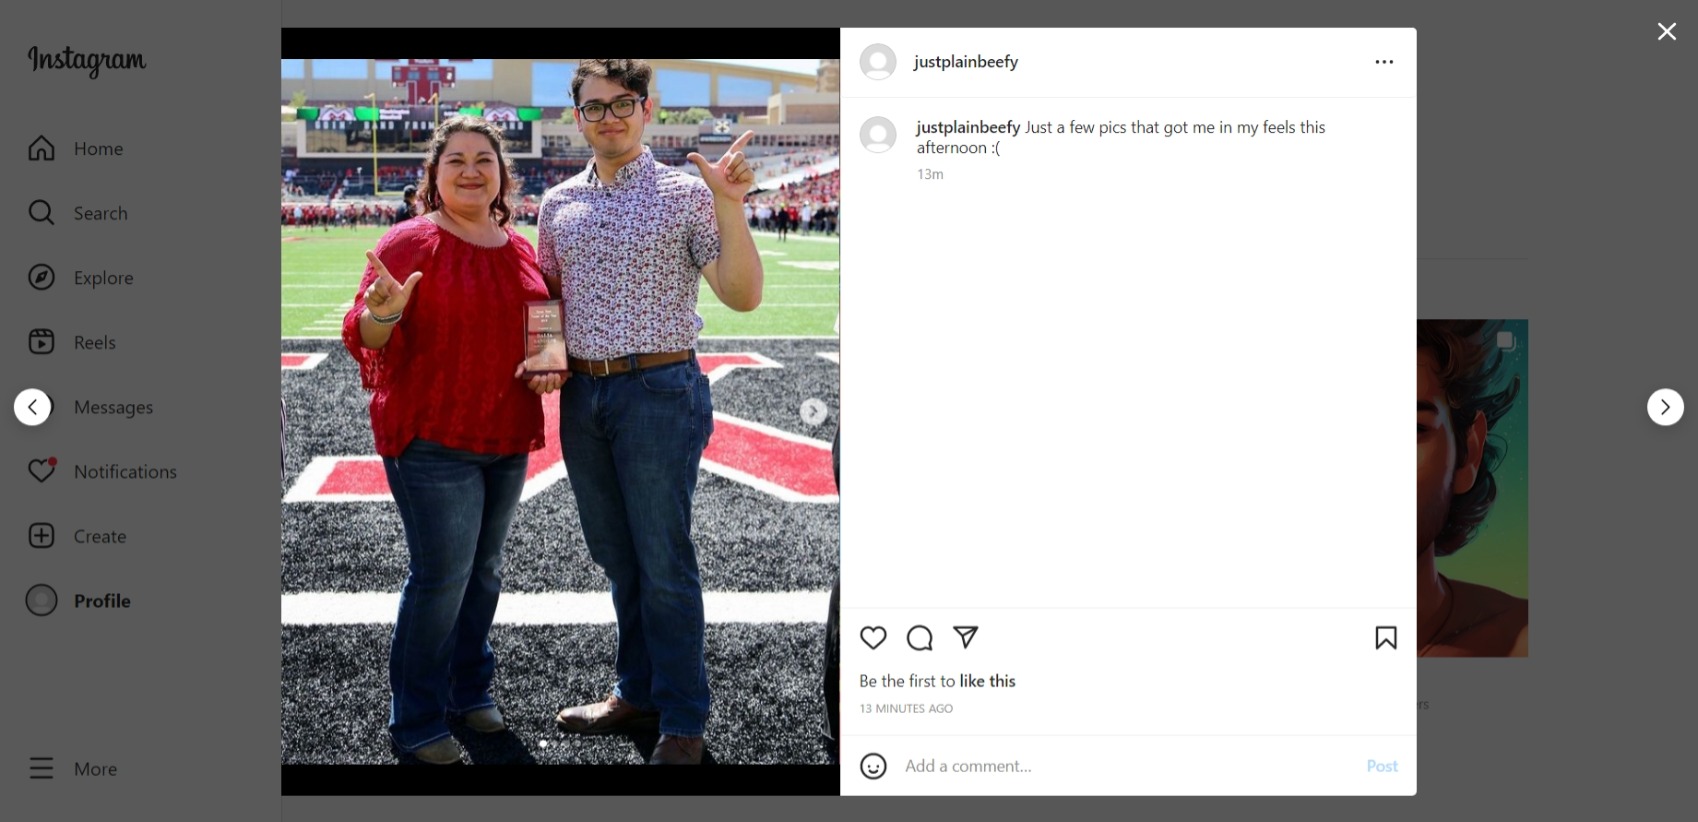 Instagram
Home
Search
Explore
Reels
Messages
Notifications
Create
Profile
More
justplainbeefy
justplainbeefy Just a few pics that got me in my feels this
afternoon :(
13m
Be the first to like this
13 MINUTES AGO
Add a comment...
Post